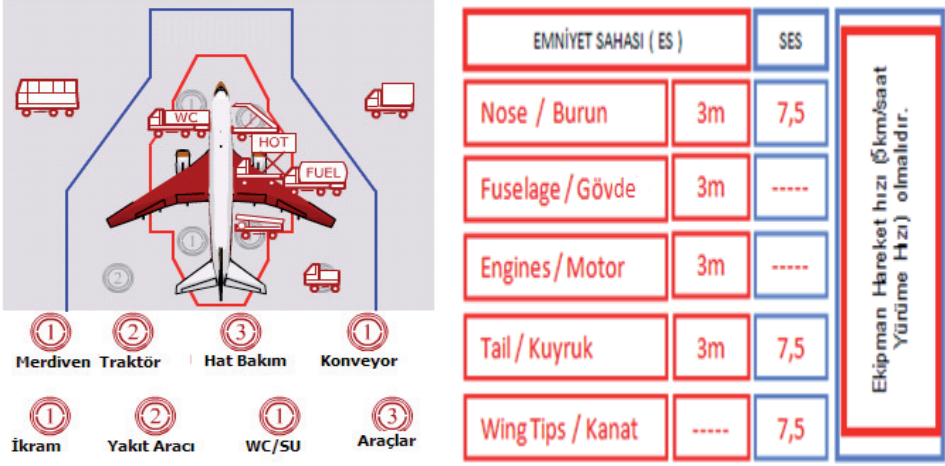 WC
HOT
FUEL
1
1
1
2
1 2 3 1
Merdiven Traktör Hat Bakım Konveyor
1 2 1 3
İkram Yakıt Aracı WC/SU Araçlar
EMNİYET SAHASI ( ES ) SES
Nose / Burun 3m 7,5
Fuselage / Gövde 3m -----
Engines / Motor 3m -----
Tail / Kuyruk 3m 7,5
Wing Tips / Kanat ----- 7,5
Ekipman Hareket hızı (5km/saat
Yürüme Hızı) olmalıdır.